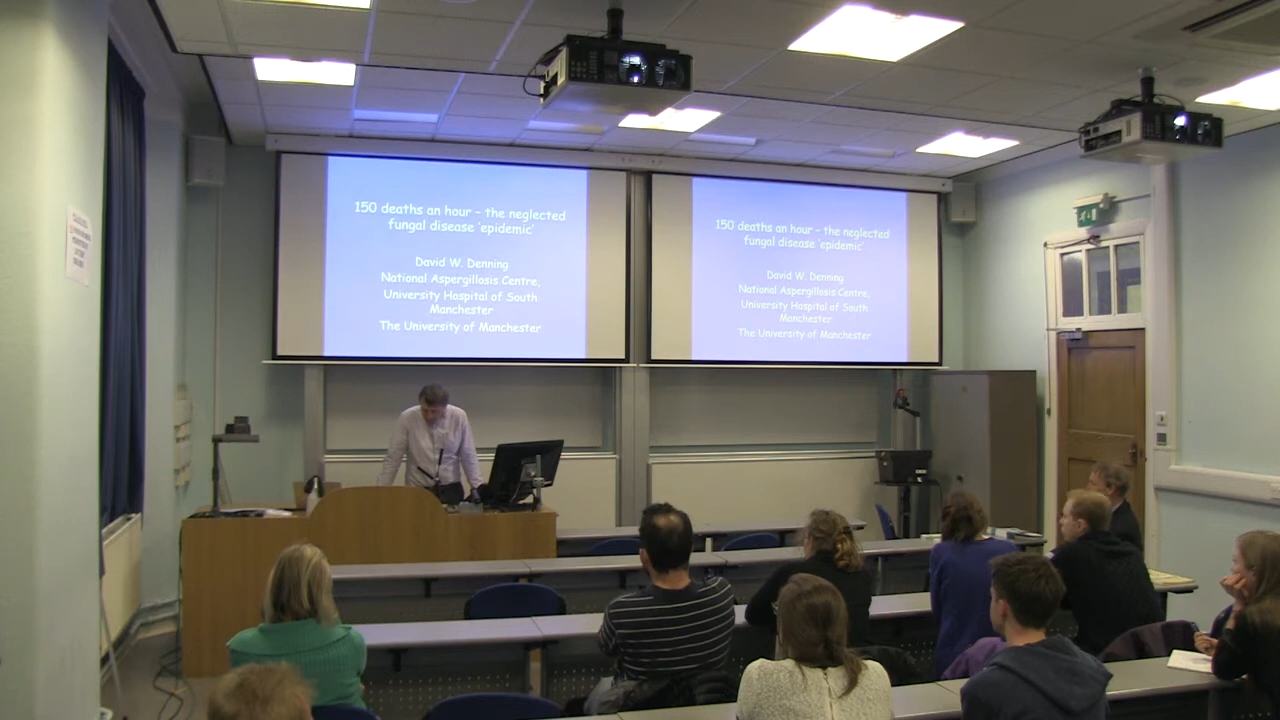 150 deaths an hour – the neglected
fungal disease ‘epidemic’
David W. Denning
National Aspergillosis Centre,
University Hospital of South
Manchester
The University of Manchester
150 deaths an hour – the neglected
fungal disease ‘epidemic’
David W. Denning
National Aspergillosis Centre,
University Hospital of South
Manchester
The University of Manchester